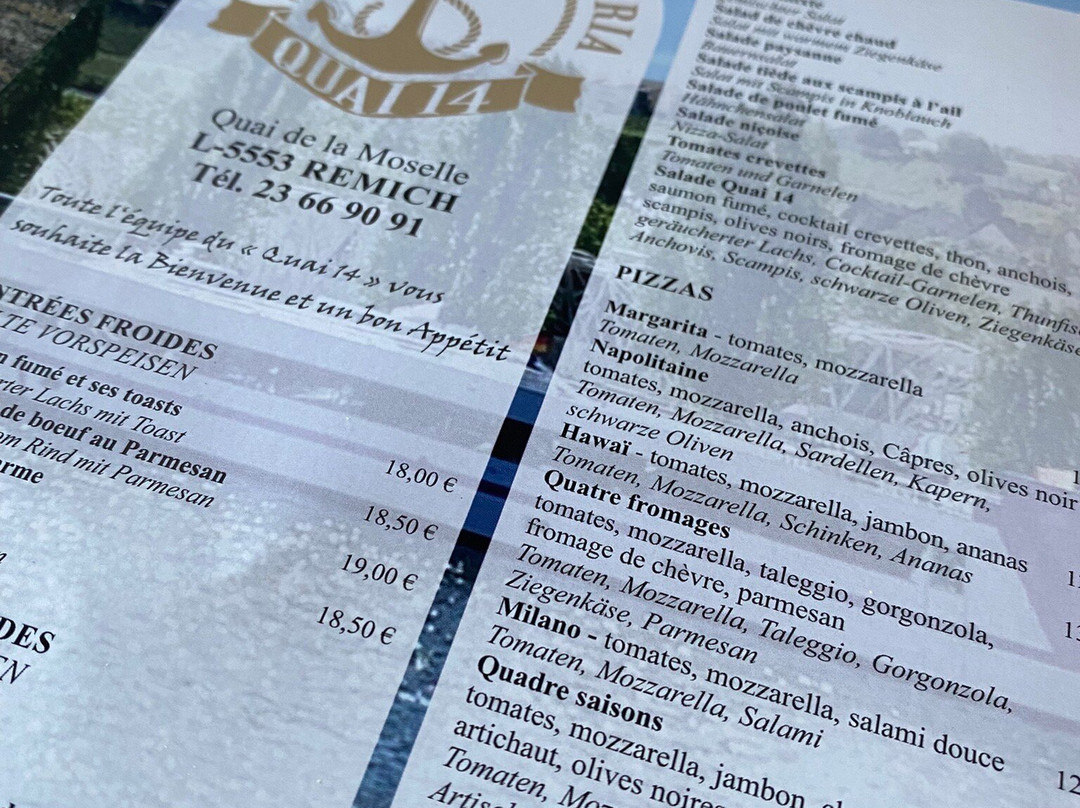 RIA
QUAI 14
Quai de la Moselle
L-5553 REMICH
Tél. 23 66 90 91
Toute l'équipe du « Quai 14 » vous
souhaite la Bienvenue et un bon Appétit
NTRÉES FROIDES
LTE VORSPEISEN
n fumé et ses toasts
rter Lachs mit Toast
18,00 €
de boeuf au Parmesan
om Rind mit Parmesan
18,50 €
arme
19,00 €
18,50 €
DES
EN
Salade de chèvre chaud
Salat mit warmem Ziegenkäse
Salade paysanne
Bauernsalat
Salade tiède aux scampis à l'ail
Salat mit Scampis in Knoblauch
Salade de poulet fumé
Hähnchensalat
Salade niçoise
Nizza-Salat
Tomates crevettes
Tomaten und Garnelen
Salade Quai 14
saumon fumé, cocktail crevettes, thon, anchois,
scampis, olives noirs, fromage de chèvre
geräucherter Lachs, Cocktail-Garnelen, Thunfis
Anchovis, Scampis, schwarze Oliven, Ziegenkäse
PIZZAS
Margarita - tomates, mozzarella
Tomaten, Mozzarella
Napolitaine
tomates, mozzarella, anchois, Câpres, olives noir
Tomaten, Mozzarella, Sardellen, Kapern,
schwarze Oliven
Hawaï - tomates, mozzarella, jambon, ananas
Tomaten, Mozzarella, Schinken, Ananas
Quatre fromages
tomates, mozzarella, taleggio, gorgonzola,
fromage de chèvre, parmesan
Tomaten, Mozzarella, Taleggio, Gorgonzola,
Ziegenkäse, Parmesan
Milano - tomates, mozzarella, salami douce
Tomaten, Mozzarella, Salami
12
Quadre saisons
tomates, mozzarella, jambon,
artichaut, olives noires
Tomaten, Mo
Artisc